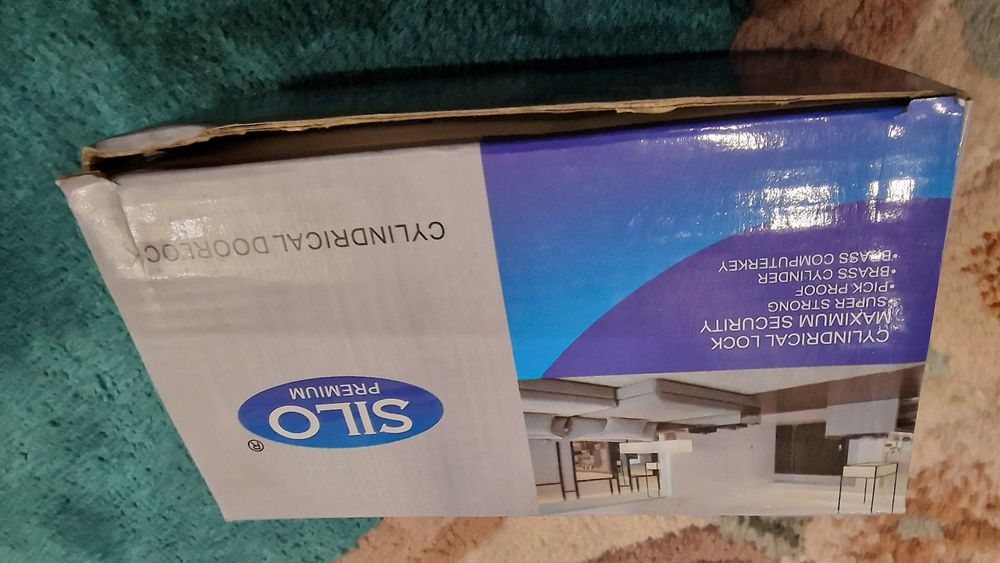 SILO®
PREMIUM
CYLINDRICAL DOORLOCK
CYLINDRICAL LOCK
MAXIMUM SECURITY
•SUPER STRONG
•PICK PROOF
•BRASS CYLINDER
•BRASS COMPUTERKEY